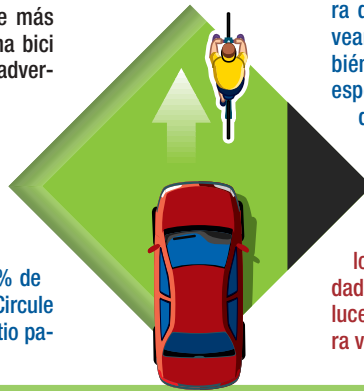 e más
na bici
adver-
% de
Circule
tio pa-
ra
vea
bién
esp
lo
dad
luce
ra v